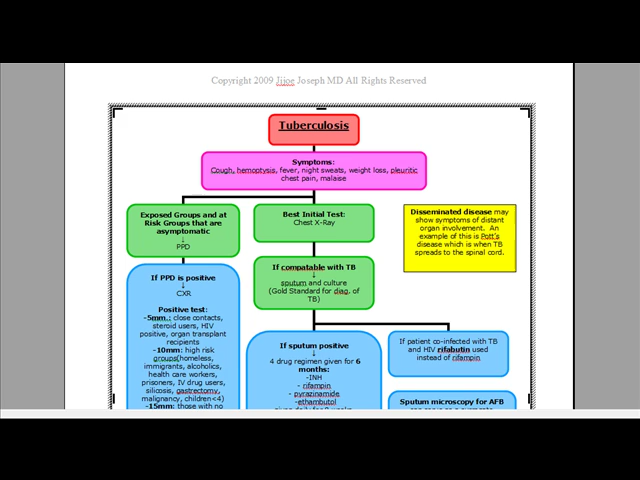 Copyright 2009 Jijoe Joseph MD All Rights Reserved
Tuberculosis
Symptoms:
Cough, hemoptysis, fever, night sweats, weight loss, pleuritic
chest pain, malaise
Exposed Groups and at
Risk Groups that are
asymptomatic
↓
PPD
Best Initial Test:
Chest X-Ray
Disseminated disease may
show symptoms of distant
organ involvement. An
example of this is Pott's
disease which is when TB
spreads to the spinal cord.
If PPD is positive
↓
CXR
Positive test:
-5mm.: close contacts,
steroid users, HIV
positive, organ transplant
recipients
-10mm: high risk
groups(homeless,
immigrants, alcoholics,
health care workers,
prisoners, IV drug users,
silicosis, gastrectomy,
malignancy, children<4)
-15mm: those with no
If compatable with TB
↓
sputum and culture
(Gold Standard for diag. of
TB)
If sputum positive
↓
4 drug regimen given for 6
months:
-INH
- rifampin
- pyrazinamide
-ethambutol
If patient co-infected with TB
and HIV rifabutin used
instead of rifampin
Sputum microscopy for AFB